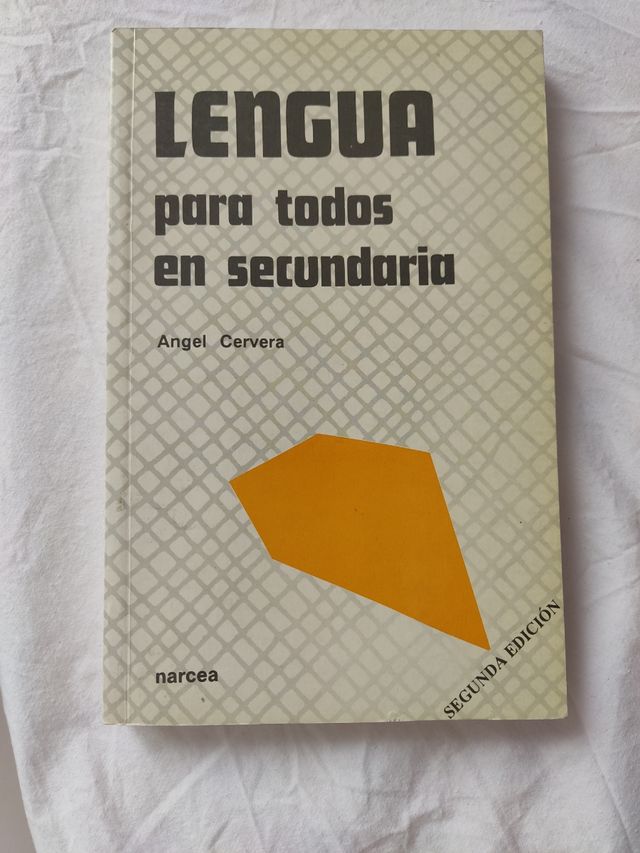 LENGUA
para todos
en secundaria
Angel Cervera
narcea
SEGUNDA EDICIÓN